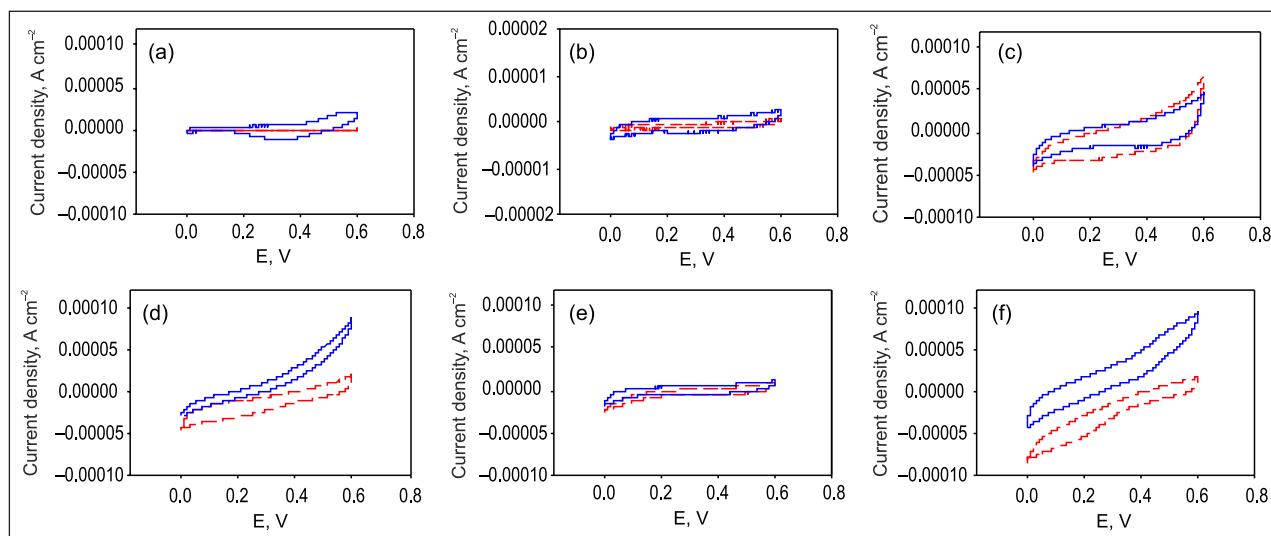 (a)
Current density, A cm⁻²
0.00010
0.00005
0.00000
−0.00005
−0.00010
0.0 0.2 0.4 0.6 0.8
E, V
(b)
Current density, A cm⁻²
0.00002
0.00001
0.00000
−0.00001
−0.00002
0.0 0.2 0.4 0.6 0.8
E, V
(c)
Current density, A cm⁻²
0.00010
0.00005
0.00000
−0.00005
−0.00010
0.0 0.2 0.4 0.6 0.8
E, V
(d)
Current density, A cm⁻²
0.00010
0.00005
0.00000
−0.00005
−0.00010
0.0 0.2 0.4 0.6 0.8
E, V
(e)
Current density, A cm⁻²
0.00010
0.00005
0.00000
−0.00005
−0.00010
0.0 0.2 0.4 0.6 0.8
E, V
(f)
Current density, A cm⁻²
0.00010
0.00005
0.00000
−0.00005
−0.00010
0.0 0.2 0.4 0.6 0.8
E, V